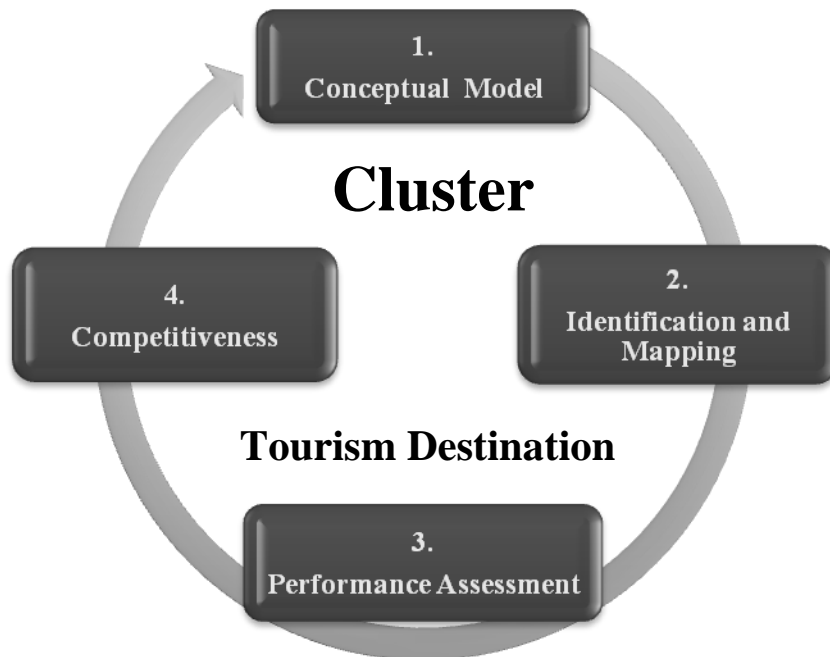 1.
Conceptual Model
Cluster
2.
Identification and
Mapping
4.
Competitiveness
Tourism Destination
3.
Performance Assessment